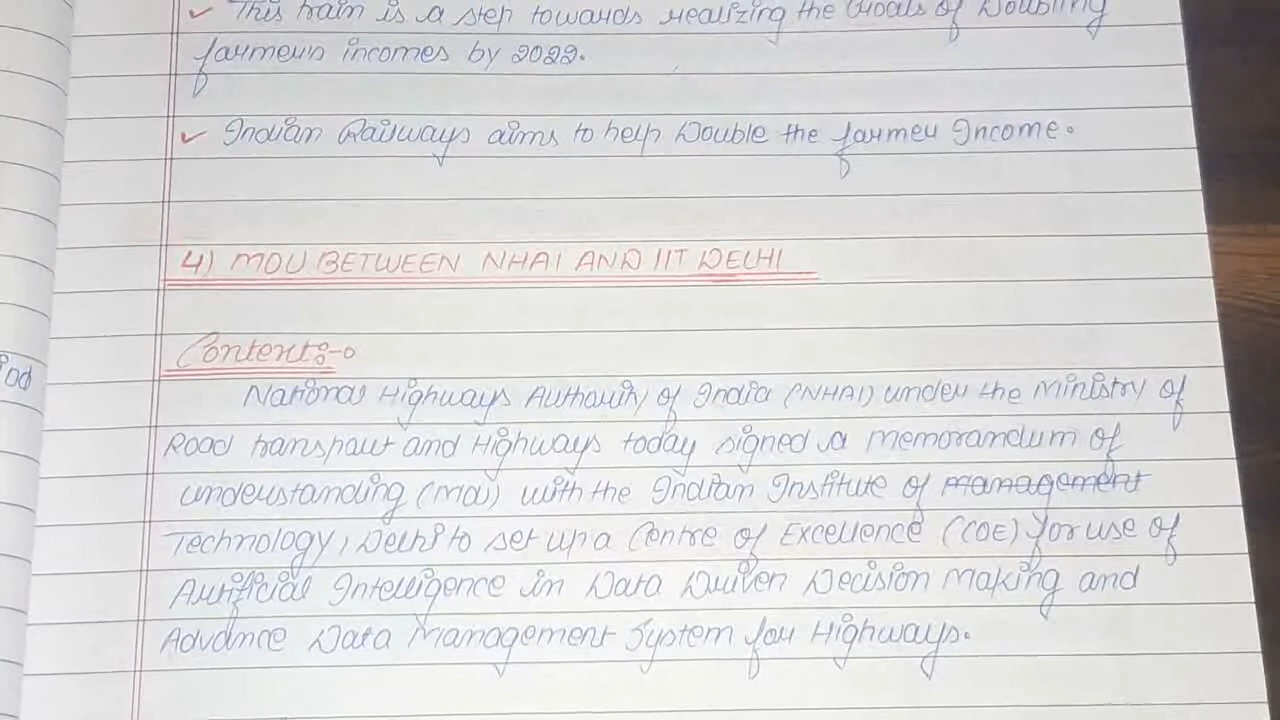 ✓ This train is a step towards realizing the Goals of Doubling
farmers incomes by 2022.
✓ Indian Railways aims to help Double the farmer Income.
4) MOU BETWEEN NHAI AND IIT DELHI
Content:-
National Highways Authority of India (NHAI) under the Ministry of
Road transport and Highways today signed a memorandum of
understanding (MOU) with the Indian Institute of management
Technology, Delhi to set up a Centre of Excellence (COE) for use of
Artificial Intelligence in Data Driven Decision Making and
Advance Data Management System for Highways.